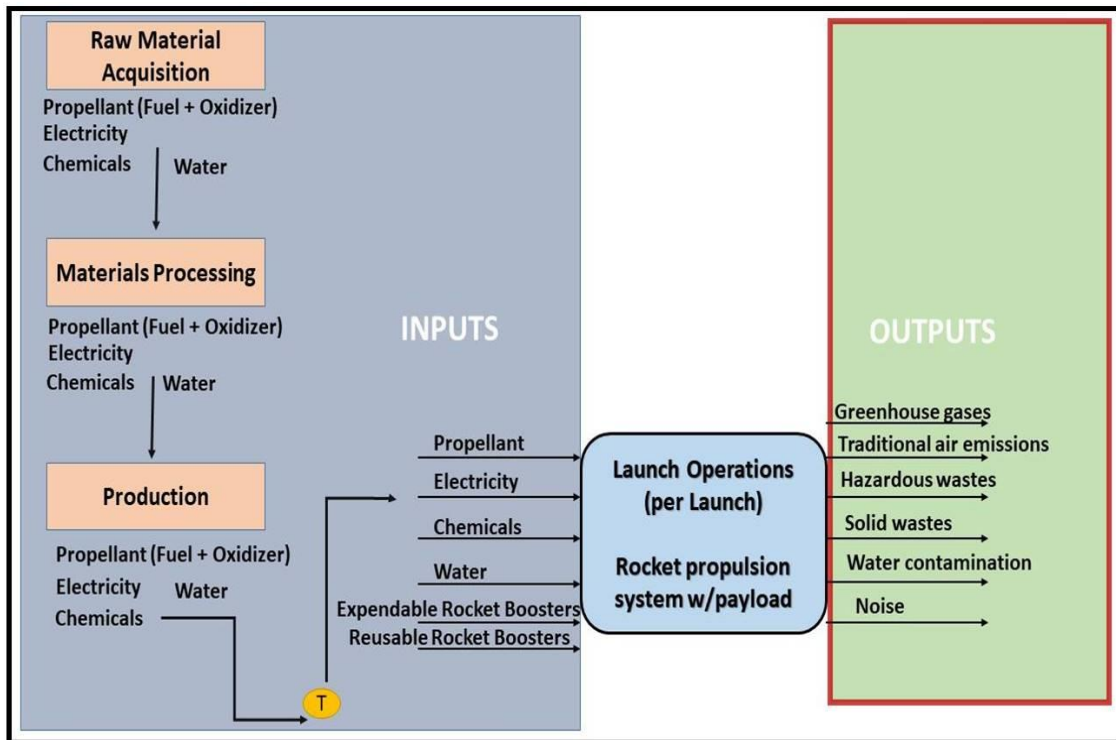 Raw Material
Acquisition
Propellant (Fuel + Oxidizer)
Electricity
Chemicals Water
Materials Processing
Propellant (Fuel + Oxidizer)
Electricity
Chemicals Water
Production
Propellant (Fuel + Oxidizer)
Electricity Water
Chemicals
T
INPUTS
Propellant
Electricity
Chemicals
Water
Expendable Rocket Boosters
Reusable Rocket Boosters
Launch Operations
(per Launch)
Rocket propulsion
system w/payload
OUTPUTS
Greenhouse gases
Traditional air emissions
Hazardous wastes
Solid wastes
Water contamination
Noise